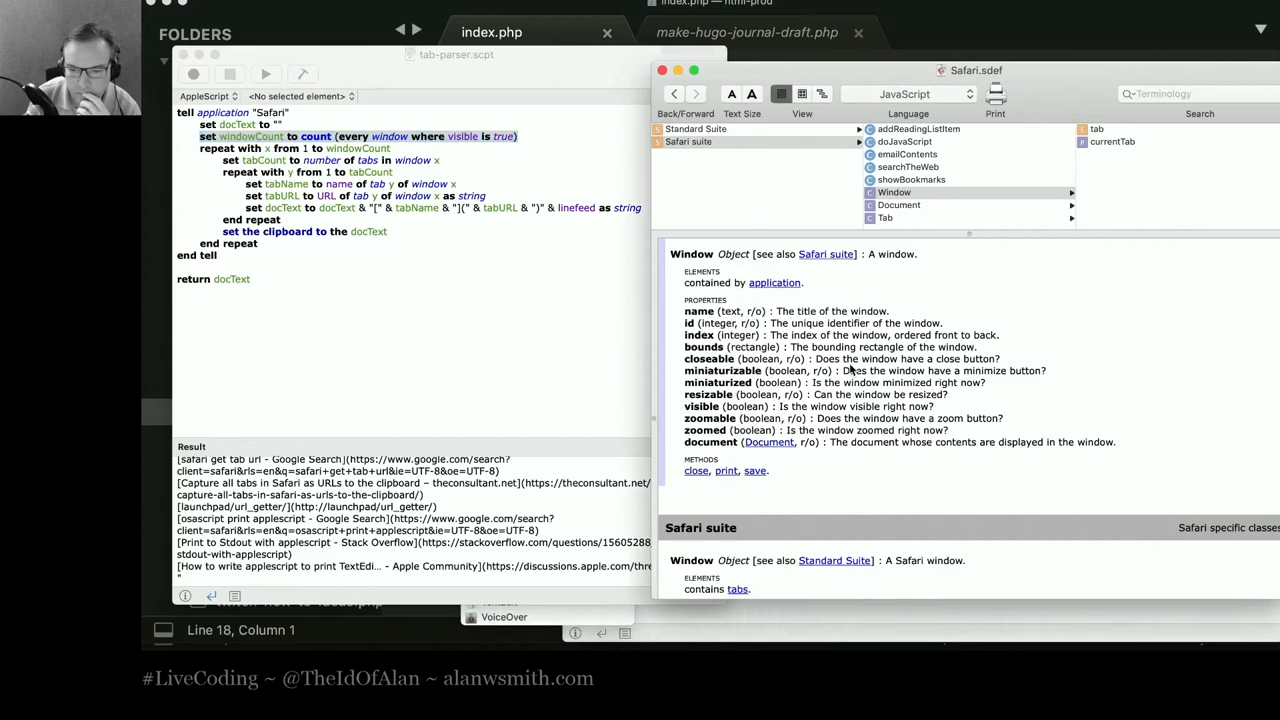 index.php — html-prod
FOLDERS
index.php
make-hugo-journal-draft.php
tab-parser.scpt
AppleScript
<No selected element>
tell application "Safari"
set docText to ""
set windowCount to count (every window where visible is true)
repeat with x from 1 to windowCount
set tabCount to number of tabs in window x
repeat with y from 1 to tabCount
set tabName to name of tab y of window x
set tabURL to URL of tab y of window x as string
set docText to docText & "[" & tabName & "](" & tabURL & ")" & linefeed as string
end repeat
set the clipboard to the docText
end repeat
end tell
return docText
Result
[safari get tab url - Google Search](https://www.google.com/search?
client=safari&rls=en&q=safari+get+tab+url&ie=UTF-8&oe=UTF-8)
[Capture all tabs in Safari as URLs to the clipboard – theconsultant.net](https://theconsultant.net/
capture-all-tabs-in-safari-as-urls-to-the-clipboard/)
[launchpad/url_getter/](http://launchpad/url_getter/)
[osascript print applescript - Google Search](https://www.google.com/search?
client=safari&rls=en&q=osascript+print+applescript&ie=UTF-8&oe=UTF-8)
[Print to Stdout with applescript - Stack Overflow](https://stackoverflow.com/questions/15605288
stdout-with-applescript)
[How to write applescript to print TextEdi... - Apple Community](https://discussions.apple.com/thre
"
Line 18, Column 1
VoiceOver
Safari.sdef
JavaScript
Terminology
Back/Forward
Text Size
View
Language
Print
Search
Standard Suite
Safari suite
addReadingListItem
doJavaScript
emailContents
searchTheWeb
showBookmarks
Window
Document
Tab
tab
currentTab
Window Object [see also Safari suite] : A window.
ELEMENTS
contained by application.
PROPERTIES
name (text, r/o) : The title of the window.
id (integer, r/o) : The unique identifier of the window.
index (integer) : The index of the window, ordered front to back.
bounds (rectangle) : The bounding rectangle of the window.
closeable (boolean, r/o) : Does the window have a close button?
miniaturizable (boolean, r/o) : Does the window have a minimize button?
miniaturized (boolean) : Is the window minimized right now?
resizable (boolean, r/o) : Can the window be resized?
visible (boolean) : Is the window visible right now?
zoomable (boolean, r/o) : Does the window have a zoom button?
zoomed (boolean) : Is the window zoomed right now?
document (Document, r/o) : The document whose contents are displayed in the window.
METHODS
close, print, save.
Safari suite
Safari specific classes
Window Object [see also Standard Suite] : A Safari window.
ELEMENTS
contains tabs.
#LiveCoding ~ @TheIdOfAlan ~ alanwsmith.com